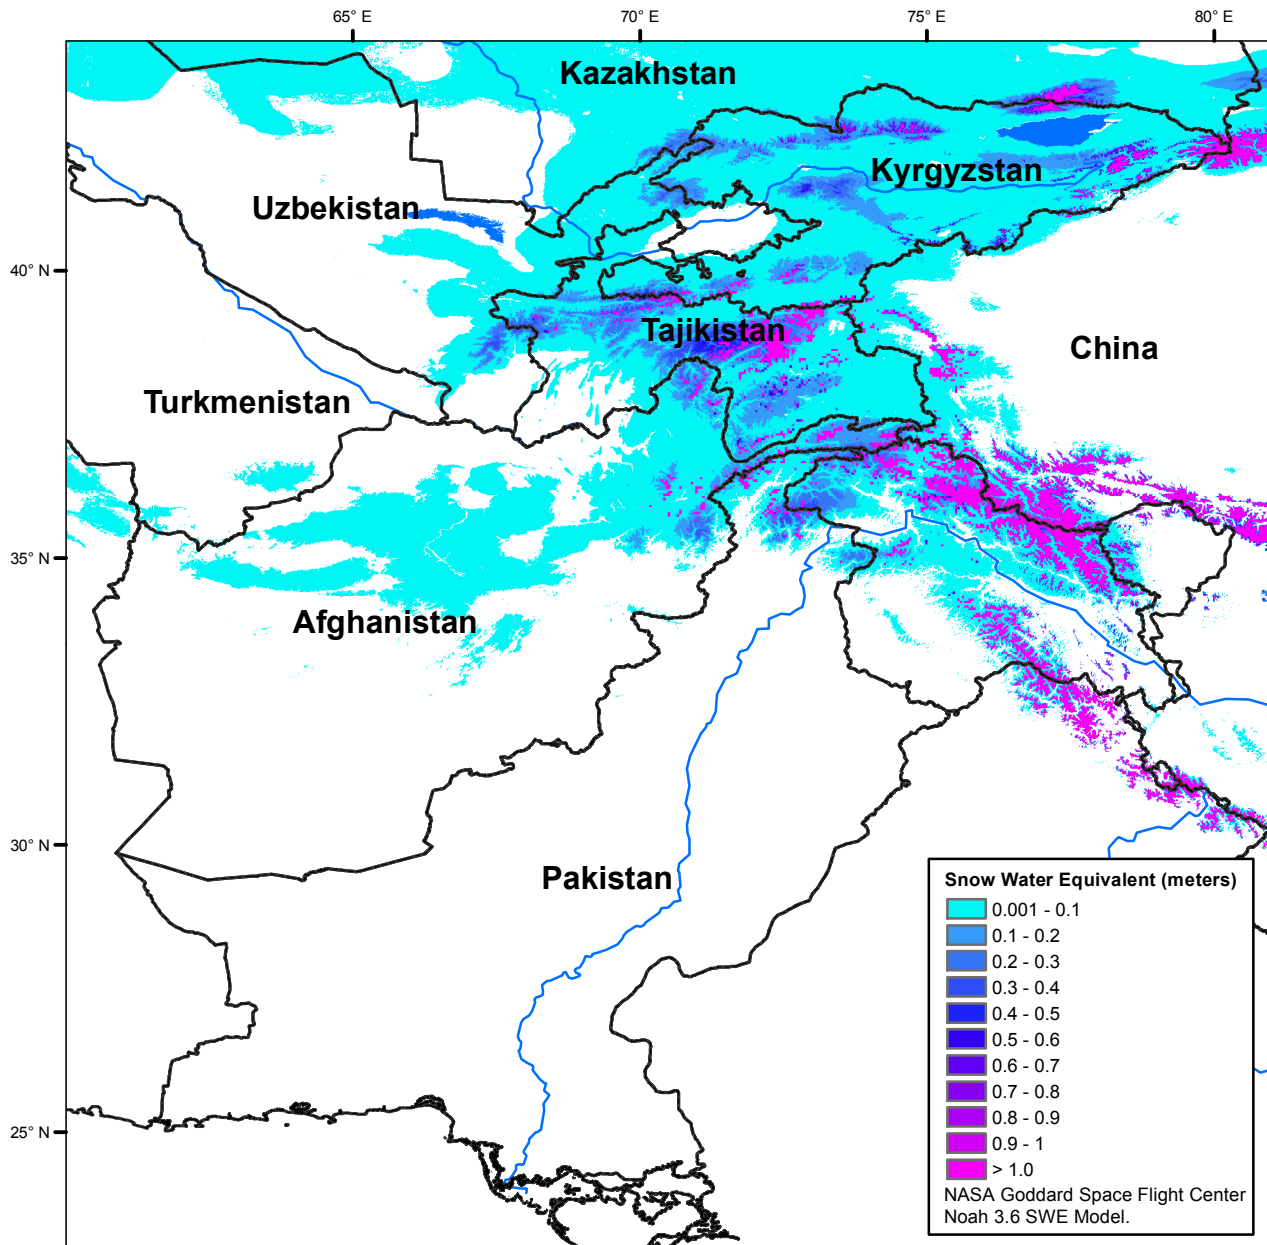 65° E
70° E
75° E
80° E
Kazakhstan
Kyrgyzstan
Uzbekistan
40° N
Tajikistan
China
Turkmenistan
35° N
Afghanistan
30° N
Pakistan
25° N
Snow Water Equivalent (meters)
0.001 - 0.1
0.1 - 0.2
0.2 - 0.3
0.3 - 0.4
0.4 - 0.5
0.5 - 0.6
0.6 - 0.7
0.7 - 0.8
0.8 - 0.9
0.9 - 1
> 1.0
NASA Goddard Space Flight Center
Noah 3.6 SWE Model.